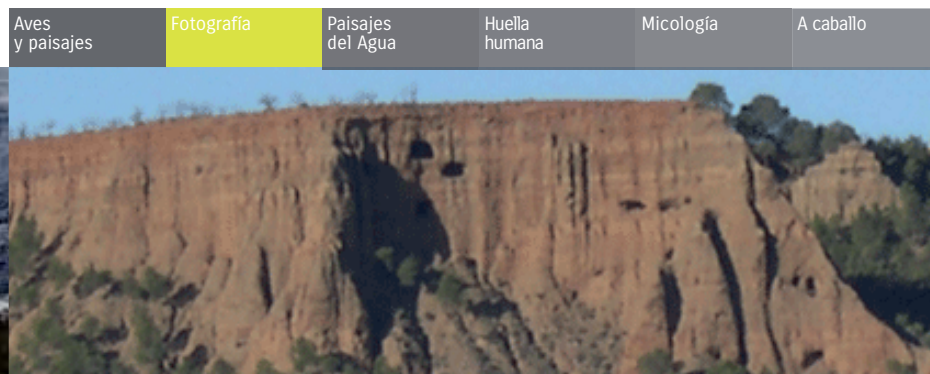 Aves
y paisajes
Fotografía
Paisajes
del Agua
Huella
humana
Micología
A caballo